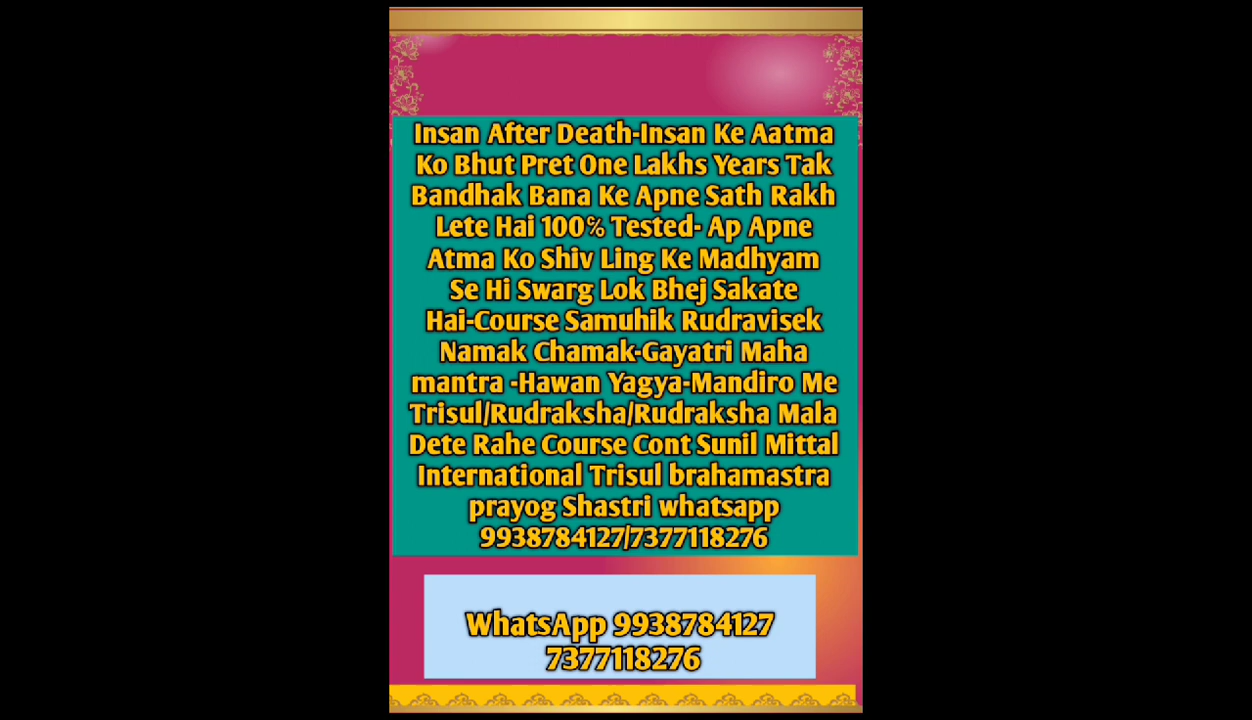 Insan After Death-Insan Ke Aatma
Ko Bhut Pret One Lakhs Years Tak
Bandhak Bana Ke Apne Sath Rakh
Lete Hai 100℅ Tested- Ap Apne
Atma Ko Shiv Ling Ke Madhyam
Se Hi Swarg Lok Bhej Sakate
Hai-Course Samuhik Rudravisek
Namak Chamak-Gayatri Maha
mantra -Hawan Yagya-Mandiro Me
Trisul/Rudraksha/Rudraksha Mala
Dete Rahe Course Cont Sunil Mittal
International Trisul brahamastra
prayog Shastri whatsapp
9938784127/7377118276
WhatsApp 9938784127
7377118276